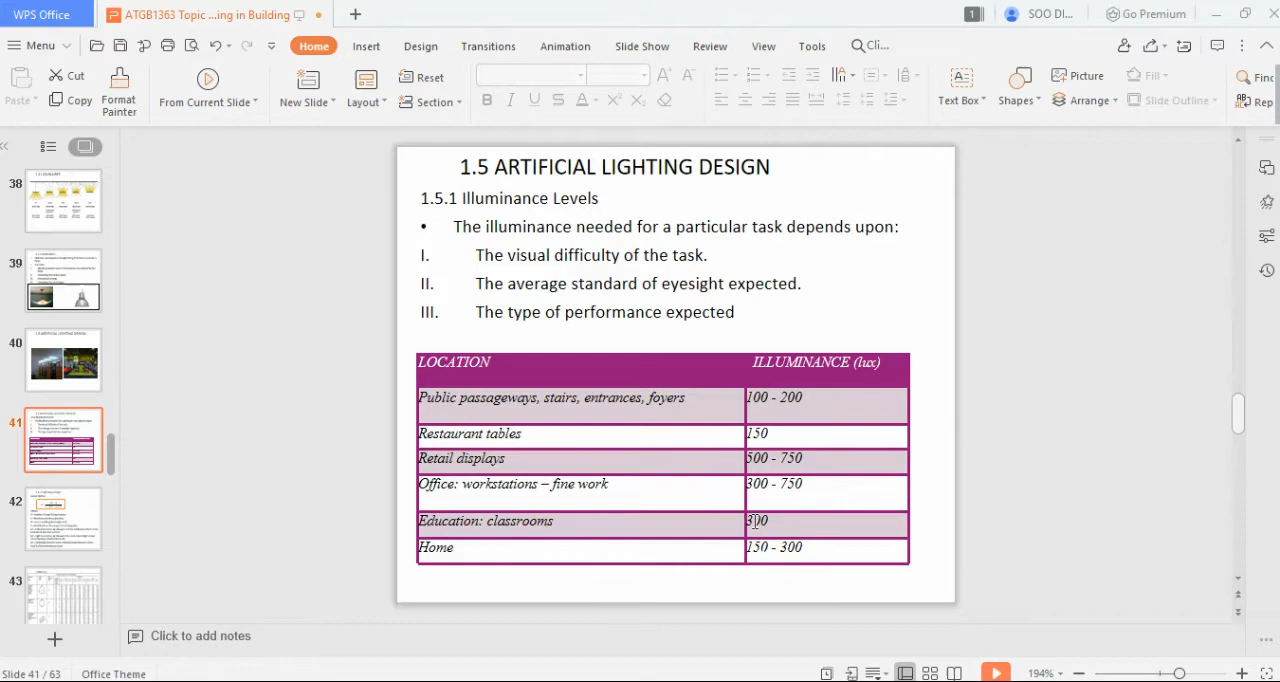 WPS Office
ATGB1363 Topic ...ing in Building
1
SOO DI...
Go Premium
Menu
Home
Insert
Design
Transitions
Animation
Slide Show
Review
View
Tools
Cli...
Paste
Cut
Copy
Format Painter
From Current Slide
New Slide
Layout
Reset
Section
Text Box
Shapes
Picture
Arrange
Fill
Slide Outline
Find
Rep
38
39
40
41
42
43
1.5 ARTIFICIAL LIGHTING DESIGN
1.5.1 Illuminance Levels
• The illuminance needed for a particular task depends upon:
I. The visual difficulty of the task.
II. The average standard of eyesight expected.
III. The type of performance expected
LOCATION ILLUMINANCE (lux)
Public passageways, stairs, entrances, foyers 100 - 200
Restaurant tables 150
Retail displays 500 - 750
Office: workstations – fine work 300 - 750
Education: classrooms 300
Home 150 - 300
Click to add notes
Slide 41 / 63
Office Theme
194%